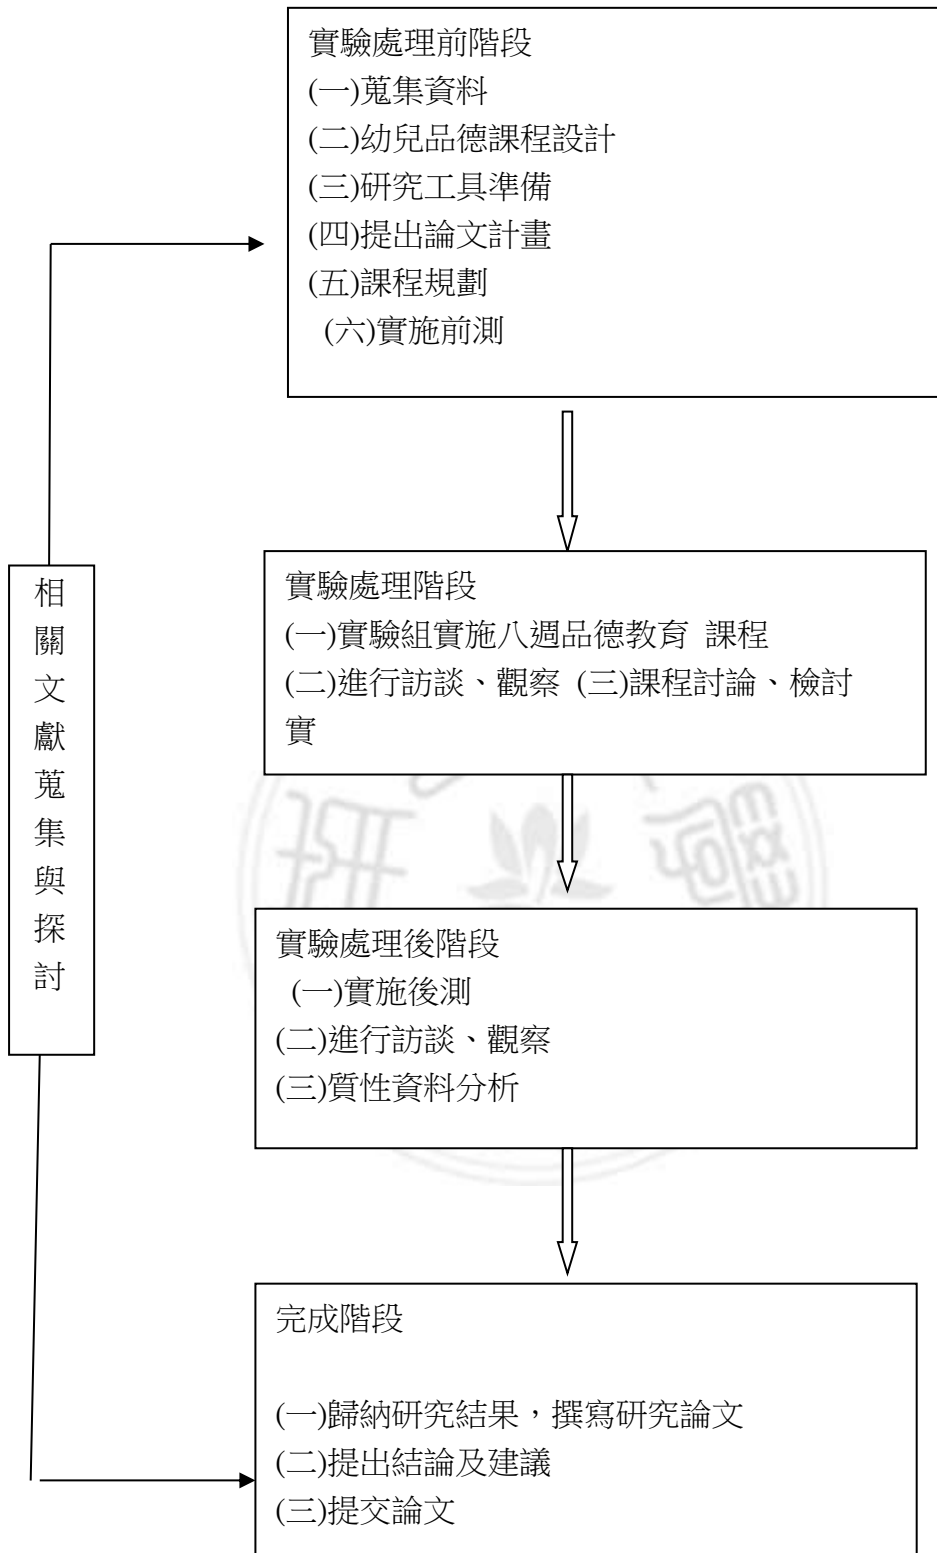 實驗處理前階段
(一)蒐集資料
(二)幼兒品德課程設計
(三)研究工具準備
(四)提出論文計畫
(五)課程規劃
(六)實施前測
相關文獻蒐集與探討
實驗處理階段
(一)實驗組實施八週品德教育 課程
(二)進行訪談、觀察 (三)課程討論、檢討
實
實驗處理後階段
(一)實施後測
(二)進行訪談、觀察
(三)質性資料分析
完成階段
(一)歸納研究結果，撰寫研究論文
(二)提出結論及建議
(三)提交論文